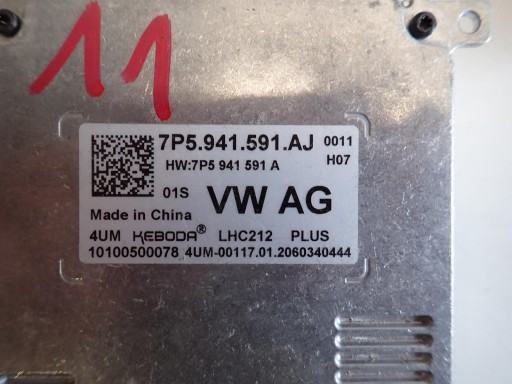 11
7P5.941.591.AJ 0011
HW:7P5 941 591 A H07
01S VW AG
Made in China
4UM KEBODA® LHC212 PLUS
10100500078 4UM-00117.01.2060340444